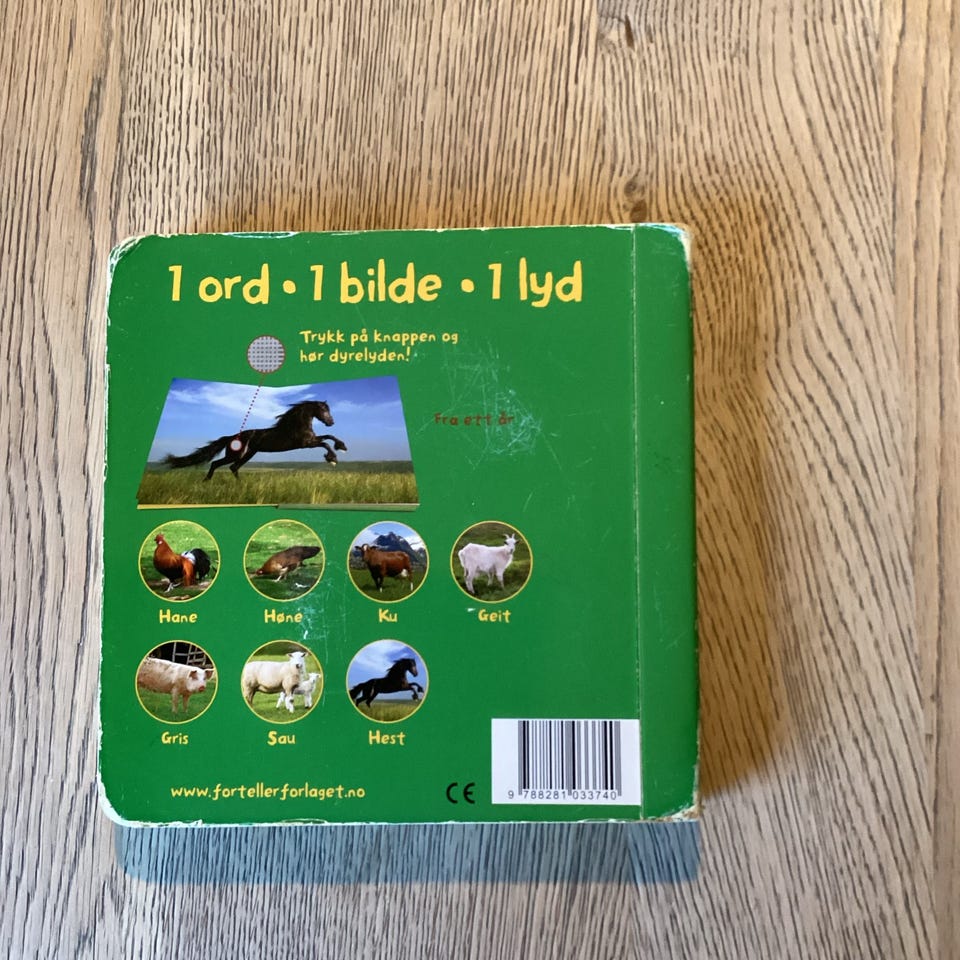 1 ord • 1 bilde • 1 lyd
Trykk på knappen og
hør dyrelyden!
Fra ett år
Hane
Høne
Ku
Geit
Gris
Sau
Hest
www.fortellerforlaget.no
CE
9 788281 033740